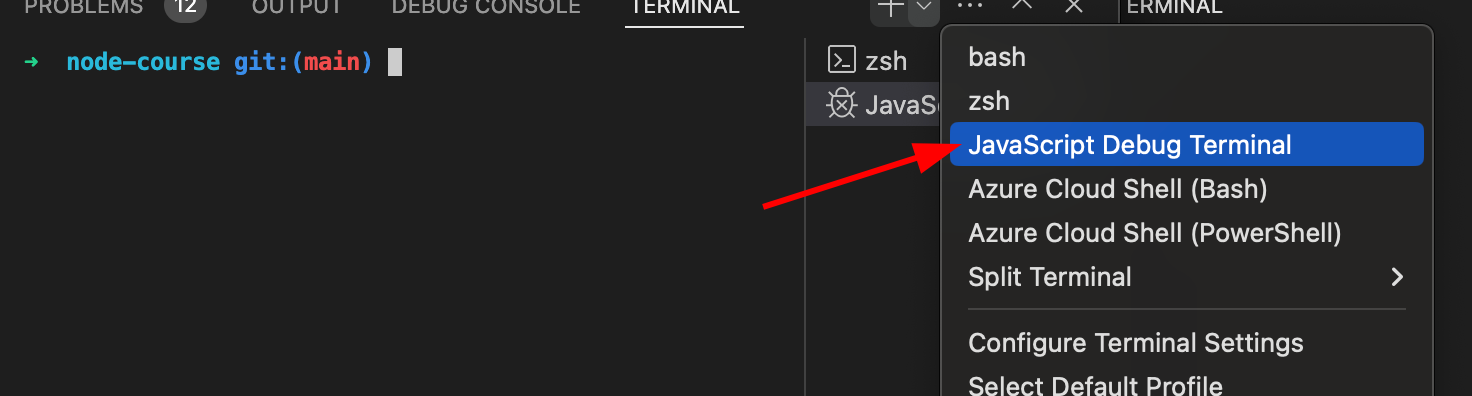 PROBLEMS 12 OUTPUT DEBUG CONSOLE TERMINAL ERMINAL
→ node-course git:(main)
zsh
JavaSc
bash
zsh
JavaScript Debug Terminal
Azure Cloud Shell (Bash)
Azure Cloud Shell (PowerShell)
Split Terminal
Configure Terminal Settings
Select Default Profile